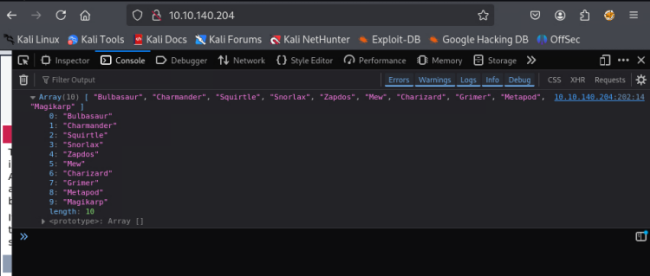 10.10.140.204
Kali Linux Kali Tools Kali Docs Kali Forums Kali NetHunter Exploit-DB Google Hacking DB OffSec
Inspector Console Debugger Network Style Editor Performance Memory Storage
Filter Output Errors Warnings Logs Info Debug CSS XHR Requests
Array(10) [ "Bulbasaur", "Charmander", "Squirtle", "Snorlax", "Zapdos", "Mew", "Charizard", "Grimer", "Metapod", 10.10.140.204:202:14
"Magikarp" ]
0: "Bulbasaur"
1: "Charmander"
2: "Squirtle"
3: "Snorlax"
4: "Zapdos"
5: "Mew"
6: "Charizard"
7: "Grimer"
8: "Metapod"
9: "Magikarp"
length: 10
<prototype>: Array []